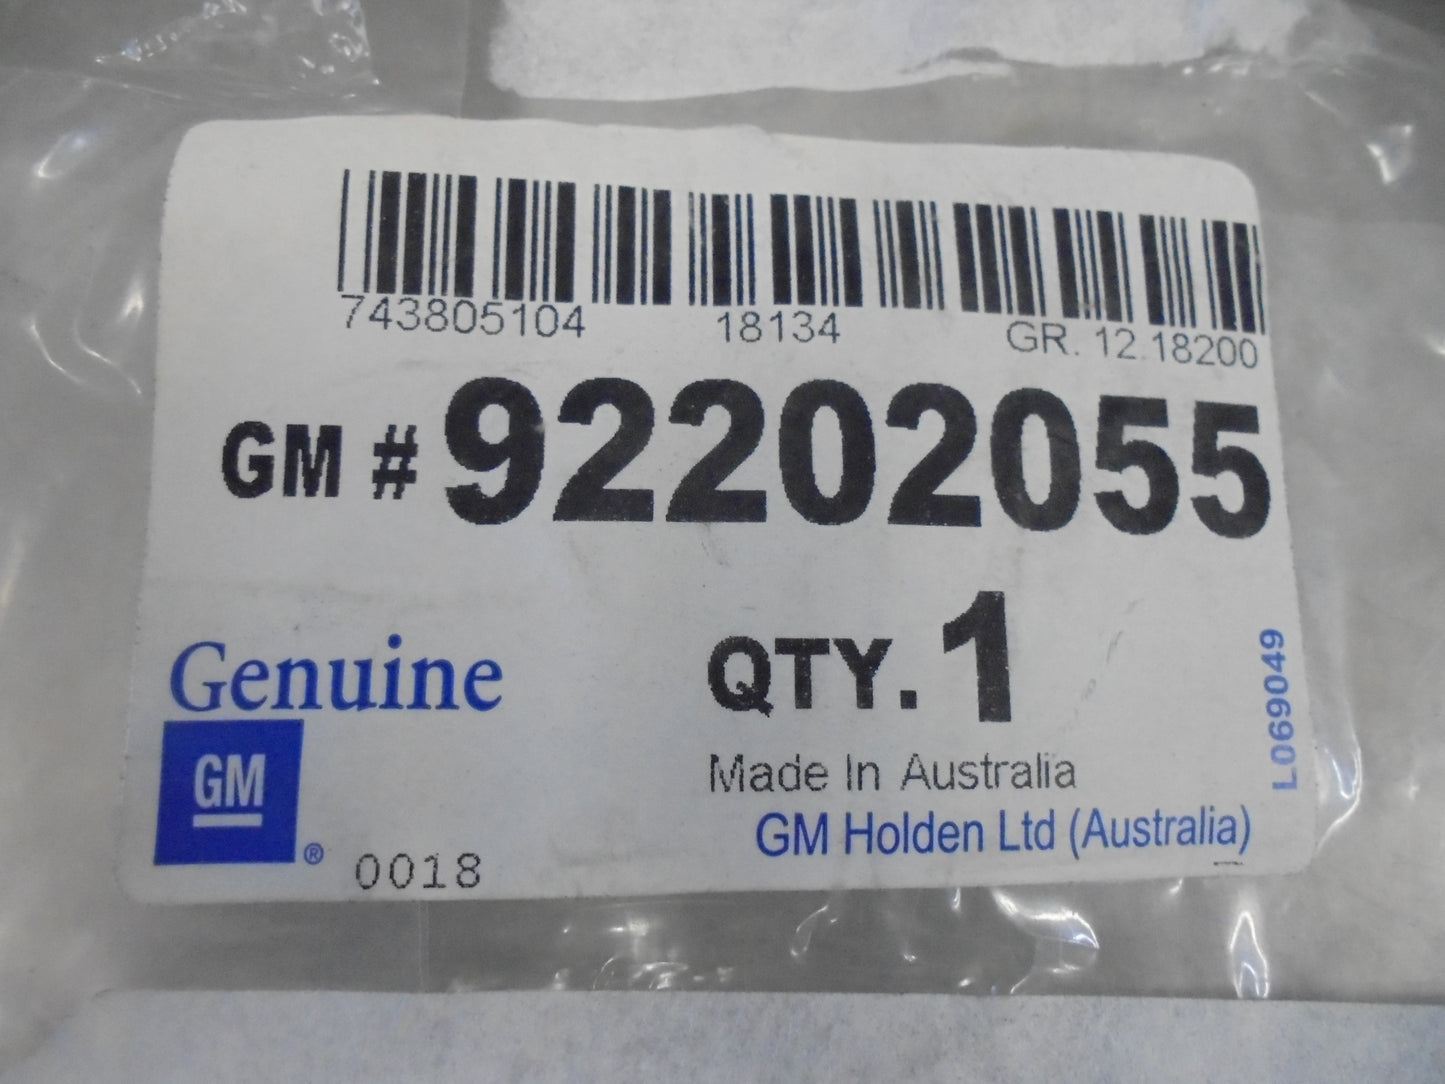 743805104 18134 GR. 12.18200
GM # 92202055
Genuine
GM
®
0018
QTY. 1
Made In Australia
GM Holden Ltd (Australia)
L069049